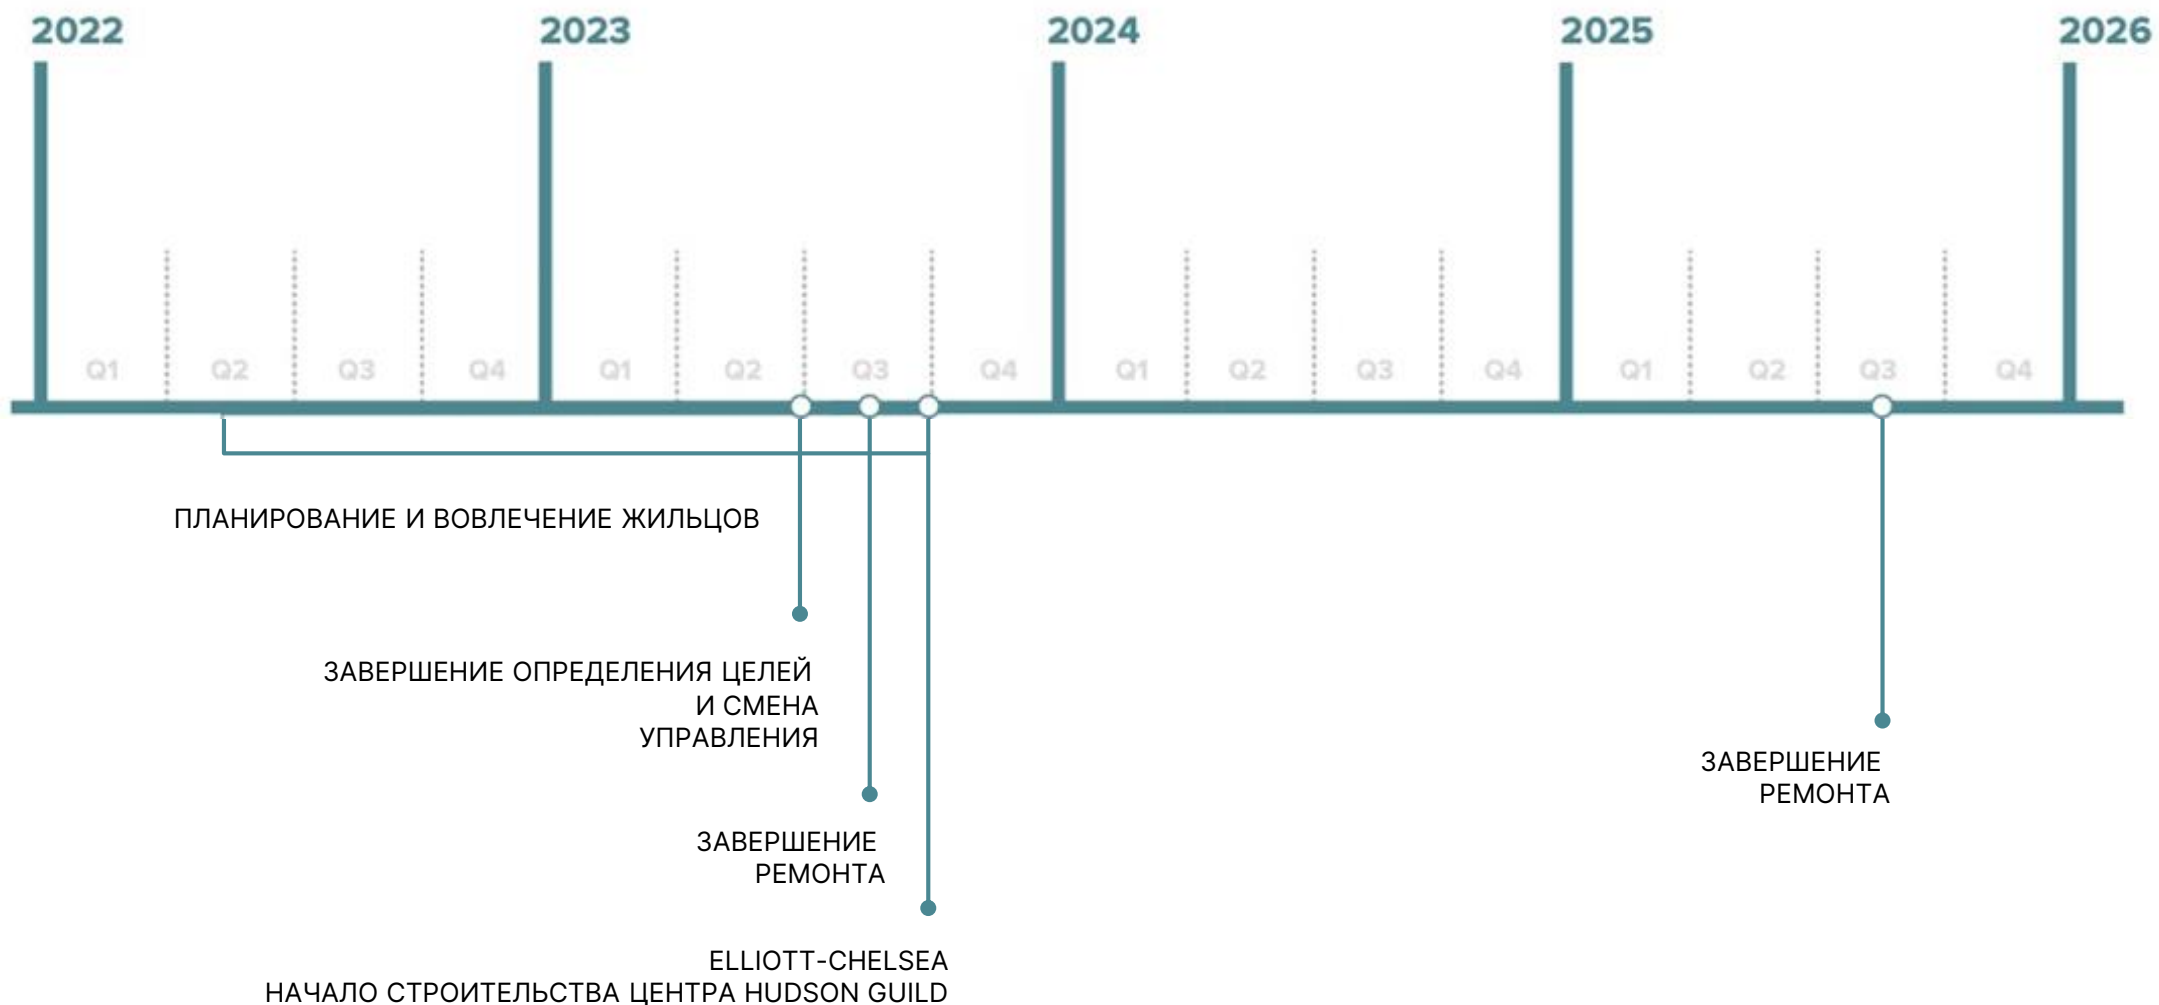 2022 2023 2024 2025 2026
Q1 Q2 Q3 Q4 Q1 Q2 Q3 Q4 Q1 Q2 Q3 Q4 Q1 Q2 Q3 Q4
ПЛАНИРОВАНИЕ И ВОВЛЕЧЕНИЕ ЖИЛЬЦОВ
ЗАВЕРШЕНИЕ ОПРЕДЕЛЕНИЯ ЦЕЛЕЙ
И СМЕНА
УПРАВЛЕНИЯ
ЗАВЕРШЕНИЕ
РЕМОНТА
ЗАВЕРШЕНИЕ
РЕМОНТА
ELLIOTT-CHELSEA
НАЧАЛО СТРОИТЕЛЬСТВА ЦЕНТРА HUDSON GUILD